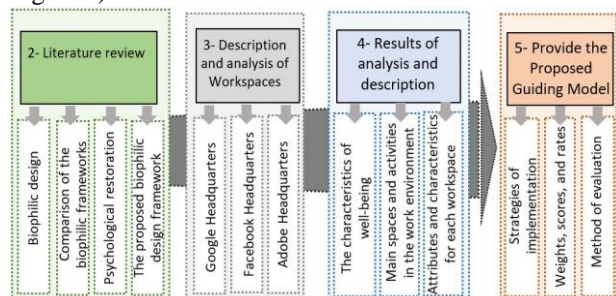 2- Literature review
Biophilic design
Comparison of the
biophilic frameworks
Psychological restoration
The proposed biophilic
design framework
3- Description
and analysis of
Workspaces
Google Headquarters
Facebook Headquarters
Adobe Headquarters
4- Results of
analysis and
description
The characteristics of
well-being
Main spaces and activities
in the work environment
Attributes and characteristics
for each workspace
5- Provide the
Proposed
Guiding Model
Strategies of
implementation
Weights, scores, and rates
Method of evaluation